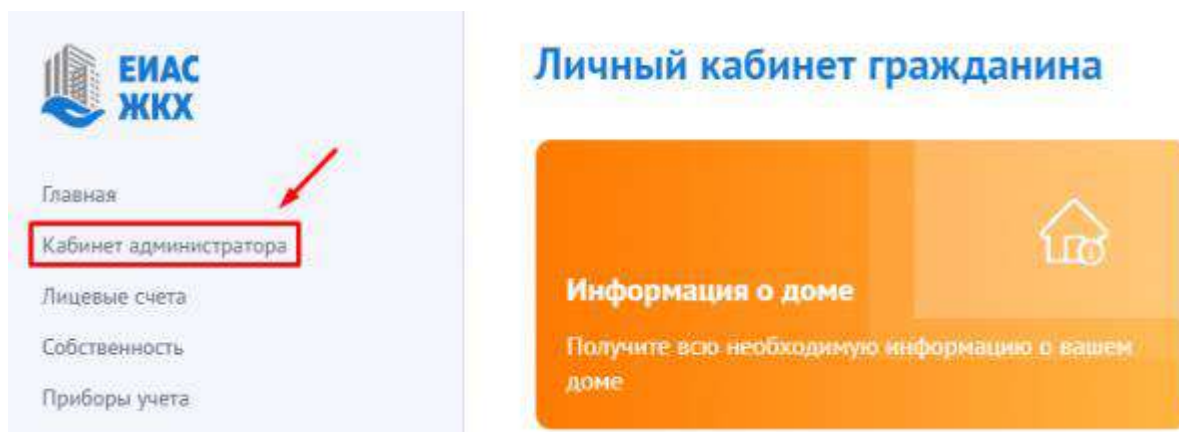 ЕИАС
ЖКХ
Главная
Кабинет администратора
Лицевые счета
Собственность
Приборы учета
Личный кабинет гражданина
Информация о доме
Получите всю необходимую информацию о вашем
доме